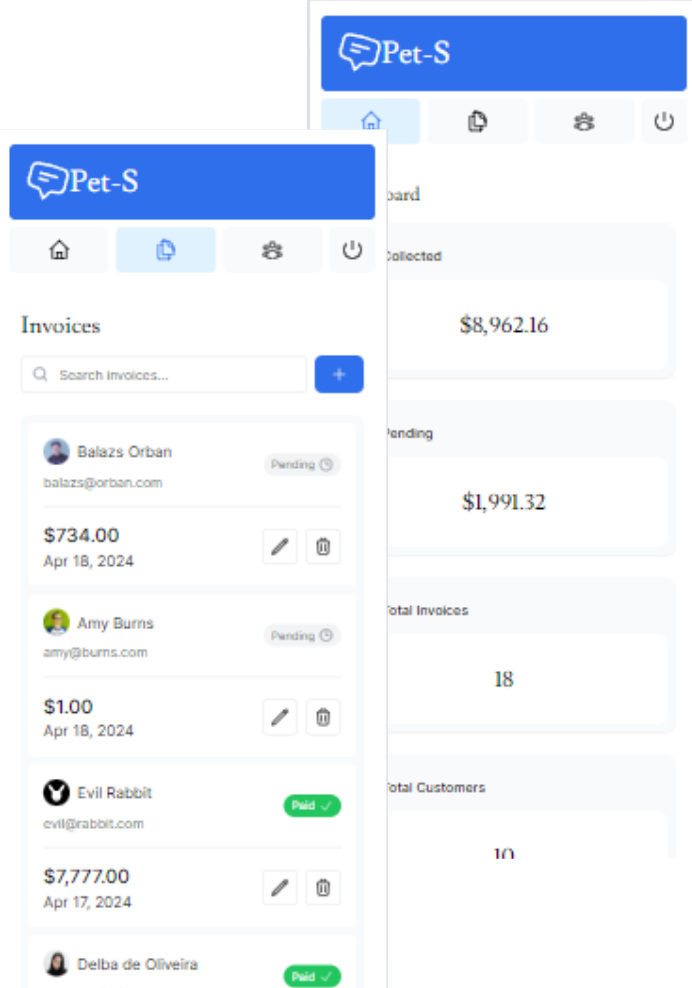 Pet-S
board
Collected
$8,962.16
Pending
$1,991.32
Total Invoices
18
Total Customers
10
Pet-S
Invoices
Search invoices...
+
Balazs Orban
Pending
balazs@orban.com
$734.00
Apr 18, 2024
Amy Burns
Pending
amy@burns.com
$1.00
Apr 18, 2024
Evil Rabbit
Paid
evil@rabbit.com
$7,777.00
Apr 17, 2024
Delba de Oliveira
Paid